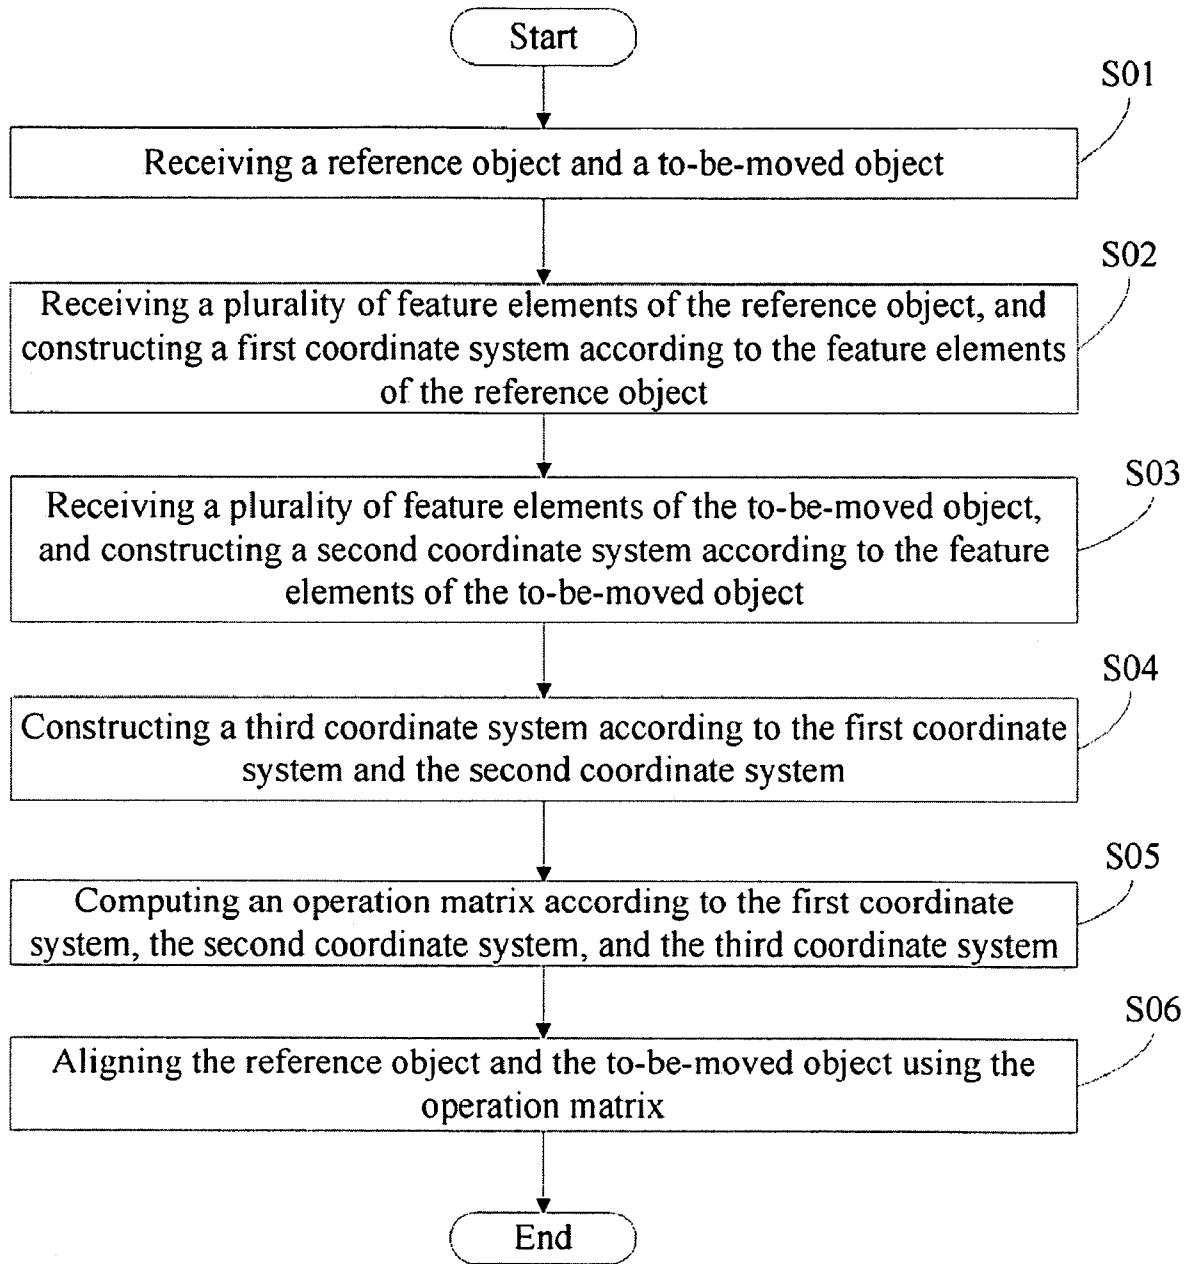 Start
S01
Receiving a reference object and a to-be-moved object
S02
Receiving a plurality of feature elements of the reference object, and
constructing a first coordinate system according to the feature elements
of the reference object
S03
Receiving a plurality of feature elements of the to-be-moved object,
and constructing a second coordinate system according to the feature
elements of the to-be-moved object
S04
Constructing a third coordinate system according to the first coordinate
system and the second coordinate system
S05
Computing an operation matrix according to the first coordinate
system, the second coordinate system, and the third coordinate system
S06
Aligning the reference object and the to-be-moved object using the
operation matrix
End